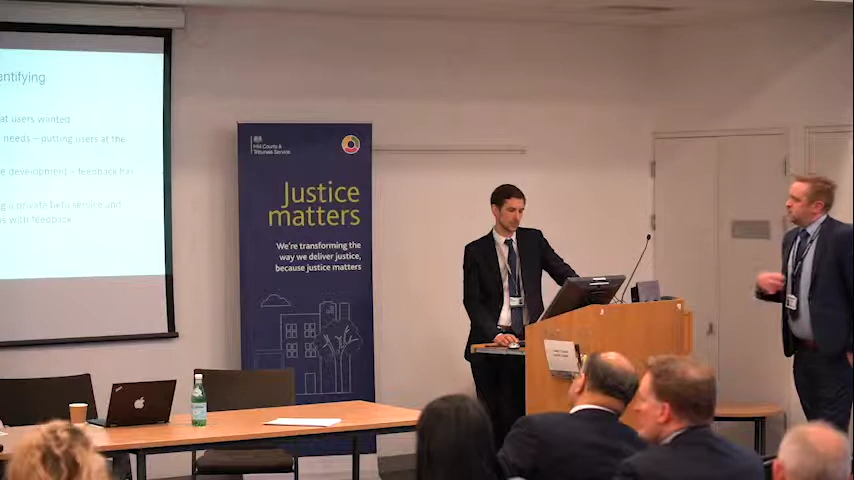 entifying
at users wanted
needs – putting users at the
e development – feedback has
g a private beta service and
s with feedback
HM Courts &
Tribunals Service
Justice
matters
We're transforming the
way we deliver justice,
because justice matters